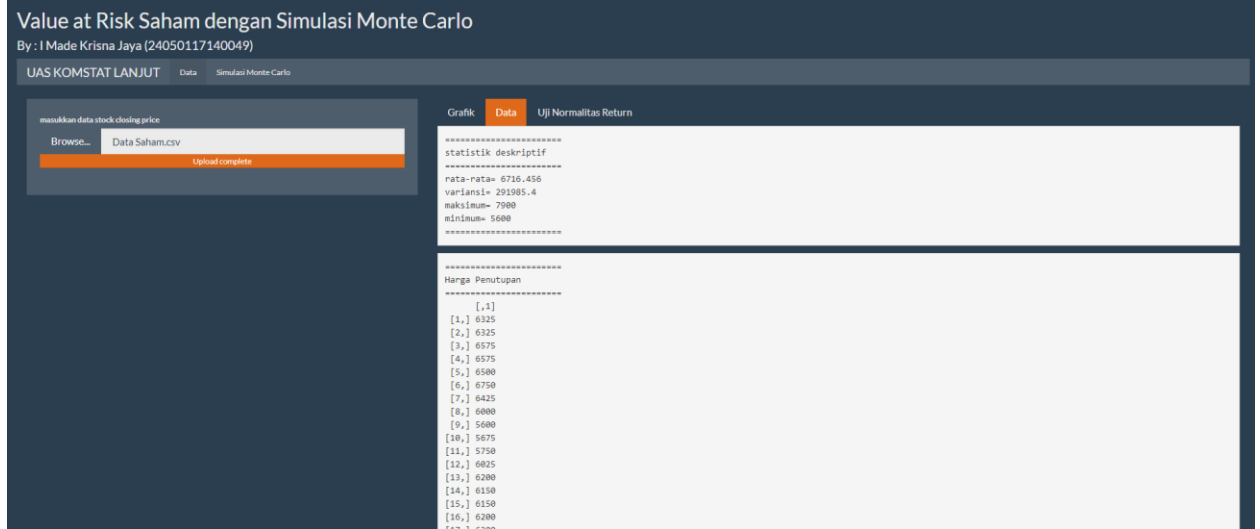 Value at Risk Saham dengan Simulasi Monte Carlo
By : I Made Krisna Jaya (24050117140049)
UAS KOMSTAT LANJUT Data Simulasi Monte Carlo
masukkan data stock closing price
Browse... Data Saham.csv
Upload complete
Grafik Data Uji Normalitas Return
=======================
statistik deskriptif
=======================
rata-rata= 6716.456
variansi= 291985.4
maksimum= 7900
minimum= 5600
=======================
=======================
Harga Penutupan
=======================
[,1]
[1,] 6325
[2,] 6325
[3,] 6575
[4,] 6575
[5,] 6500
[6,] 6750
[7,] 6425
[8,] 6000
[9,] 5600
[10,] 5675
[11,] 5750
[12,] 6025
[13,] 6200
[14,] 6150
[15,] 6150
[16,] 6200